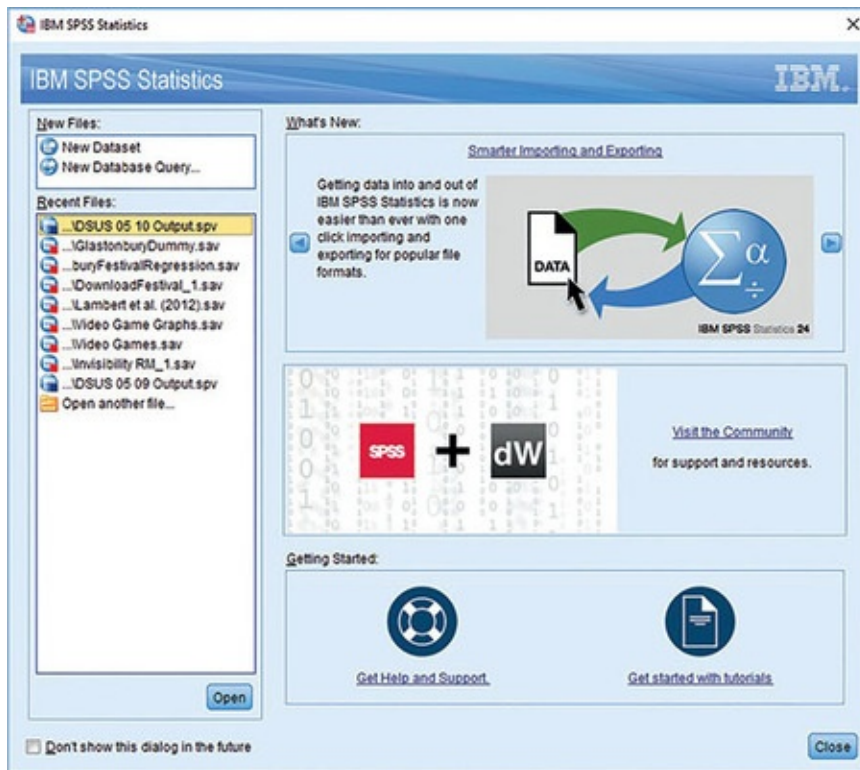 IBM SPSS Statistics
IBM SPSS Statistics
IBM.
New Files:
New Dataset
New Database Query...
Recent Files:
...\DSUS 05 10 Output.spv
...\GlastonburyDummy.sav
...buryFestivalRegression.sav
...\DownloadFestival_1.sav
...\Lambert et al. (2012).sav
...\Video Game Graphs.sav
...\Video Games.sav
...\Invisibility RM_1.sav
...\DSUS 05 09 Output.spv
Open another file...
Open
Don't show this dialog in the future
What's New:
Smarter Importing and Exporting
Getting data into and out of
IBM SPSS Statistics is now
easier than ever with one
click importing and
exporting for popular file
formats.
DATA
Σ α
÷
IBM SPSS Statistics 24
SPSS + dW
Visit the Community
for support and resources.
Getting Started:
Get Help and Support
Get started with tutorials
Close